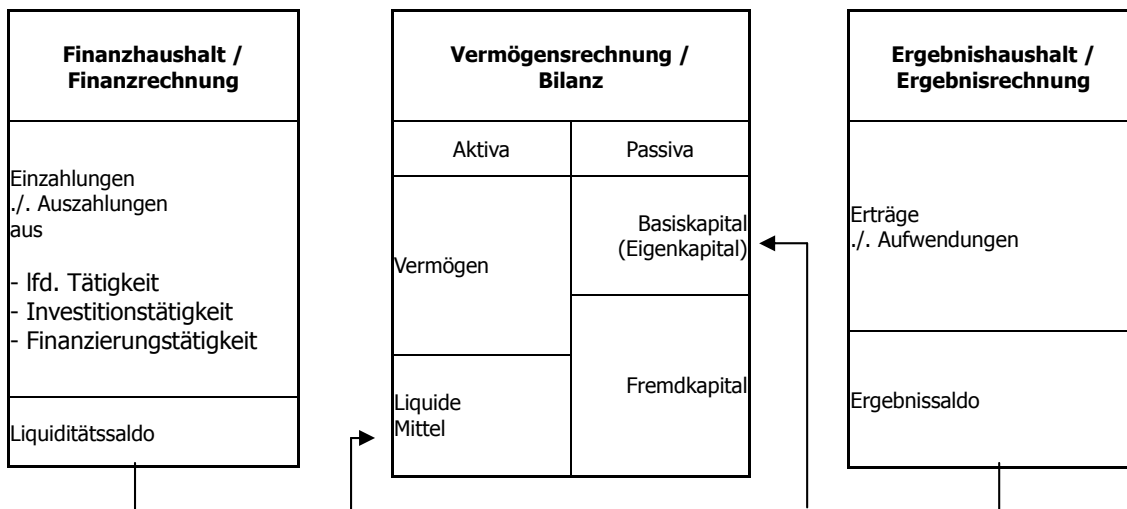 Finanzhaushalt /
Finanzrechnung
Einzahlungen
./. Auszahlungen
aus
- lfd. Tätigkeit
- Investitionstätigkeit
- Finanzierungstätigkeit
Liquiditätssaldo
Vermögensrechnung /
Bilanz
Aktiva
Passiva
Vermögen
Liquide
Mittel
Basiskapital
(Eigenkapital)
Fremdkapital
Ergebnishaushalt /
Ergebnisrechnung
Erträge
./. Aufwendungen
Ergebnissaldo